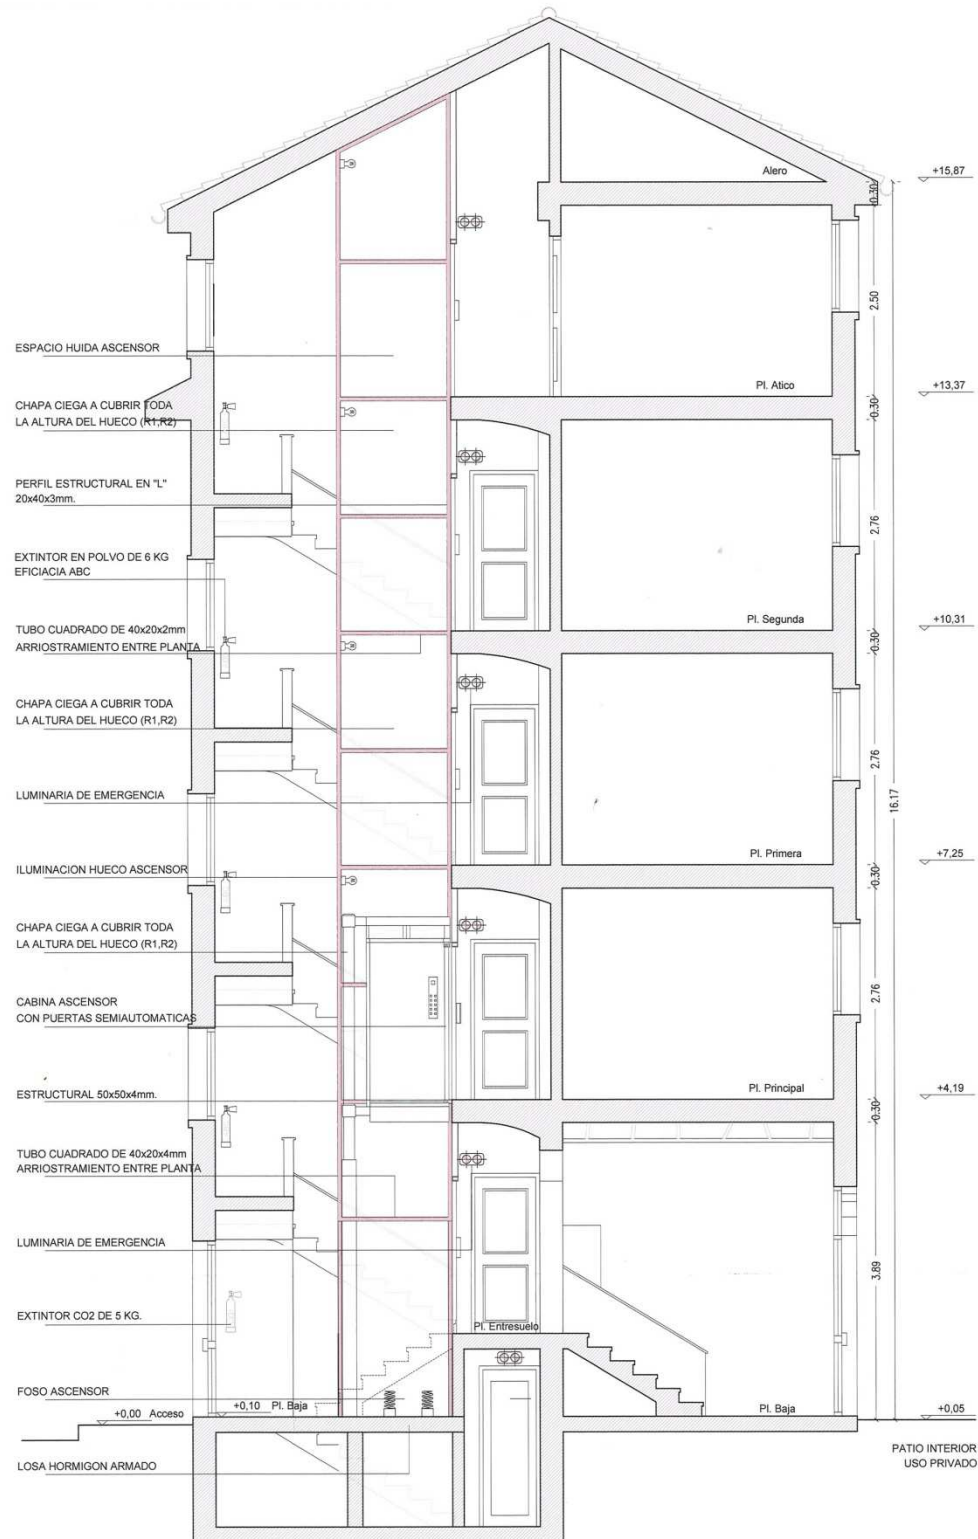 Alero
+15,87
0.30
2.50
ESPACIO HUIDA ASCENSOR
Pl. Atico
+13,37
0.30
CHAPA CIEGA A CUBRIR TODA
LA ALTURA DEL HUECO (R1,R2)
PERFIL ESTRUCTURAL EN "L"
20x40x3mm.
2.76
EXTINTOR EN POLVO DE 6 KG
EFICIACIA ABC
Pl. Segunda
+10,31
0.30
TUBO CUADRADO DE 40x20x2mm
ARRIOSTRAMIENTO ENTRE PLANTA
CHAPA CIEGA A CUBRIR TODA
LA ALTURA DEL HUECO (R1,R2)
2.76
16.17
LUMINARIA DE EMERGENCIA
Pl. Primera
+7,25
0.30
ILUMINACION HUECO ASCENSOR
CHAPA CIEGA A CUBRIR TODA
LA ALTURA DEL HUECO (R1,R2)
2.76
CABINA ASCENSOR
CON PUERTAS SEMIAUTOMATICAS
Pl. Principal
+4,19
0.30
ESTRUCTURAL 50x50x4mm.
TUBO CUADRADO DE 40x20x4mm
ARRIOSTRAMIENTO ENTRE PLANTA
LUMINARIA DE EMERGENCIA
3.89
EXTINTOR CO2 DE 5 KG.
Pl. Entresuelo
FOSO ASCENSOR
+0,00 Acceso
+0,10 Pl. Baja
Pl. Baja
+0,05
PATIO INTERIOR
USO PRIVADO
LOSA HORMIGON ARMADO